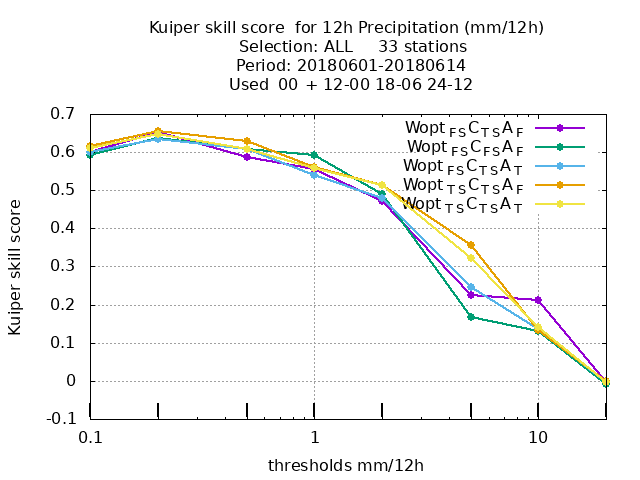 Kuiper skill score  for 12h Precipitation (mm/12h)
Selection: ALL     33 stations
Period: 20180601-20180614
Used  00  + 12-00 18-06 24-12
Wopt FS C TS A F
Wopt FS C FS A F
Wopt FS C TS A T
Wopt TS C TS A F
Wopt TS C TS A T
0.7
0.6
0.5
0.4
0.3
0.2
0.1
0
-0.1
Kuiper skill score
0.1 1 10
thresholds mm/12h